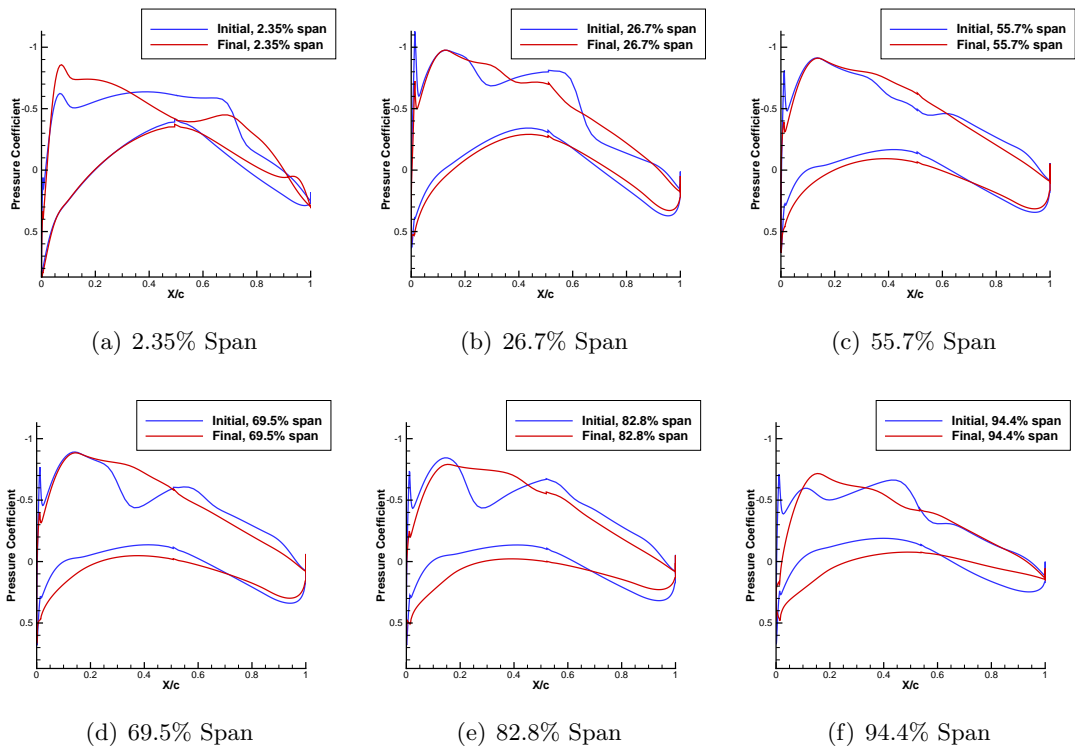 Initial, 2.35% span
Final, 2.35% span
Pressure Coefficient
-1
-0.5
0
0.5
0 0.2 0.4 0.6 0.8 1
X/c
(a) 2.35% Span
Initial, 26.7% span
Final, 26.7% span
Pressure Coefficient
-1
-0.5
0
0.5
0 0.2 0.4 0.6 0.8 1
X/c
(b) 26.7% Span
Initial, 55.7% span
Final, 55.7% span
Pressure Coefficient
-1
-0.5
0
0.5
0 0.2 0.4 0.6 0.8 1
X/c
(c) 55.7% Span
Initial, 69.5% span
Final, 69.5% span
Pressure Coefficient
-1
-0.5
0
0.5
0 0.2 0.4 0.6 0.8 1
X/c
(d) 69.5% Span
Initial, 82.8% span
Final, 82.8% span
Pressure Coefficient
-1
-0.5
0
0.5
0 0.2 0.4 0.6 0.8 1
X/c
(e) 82.8% Span
Initial, 94.4% span
Final, 94.4% span
Pressure Coefficient
-1
-0.5
0
0.5
0 0.2 0.4 0.6 0.8 1
X/c
(f) 94.4% Span